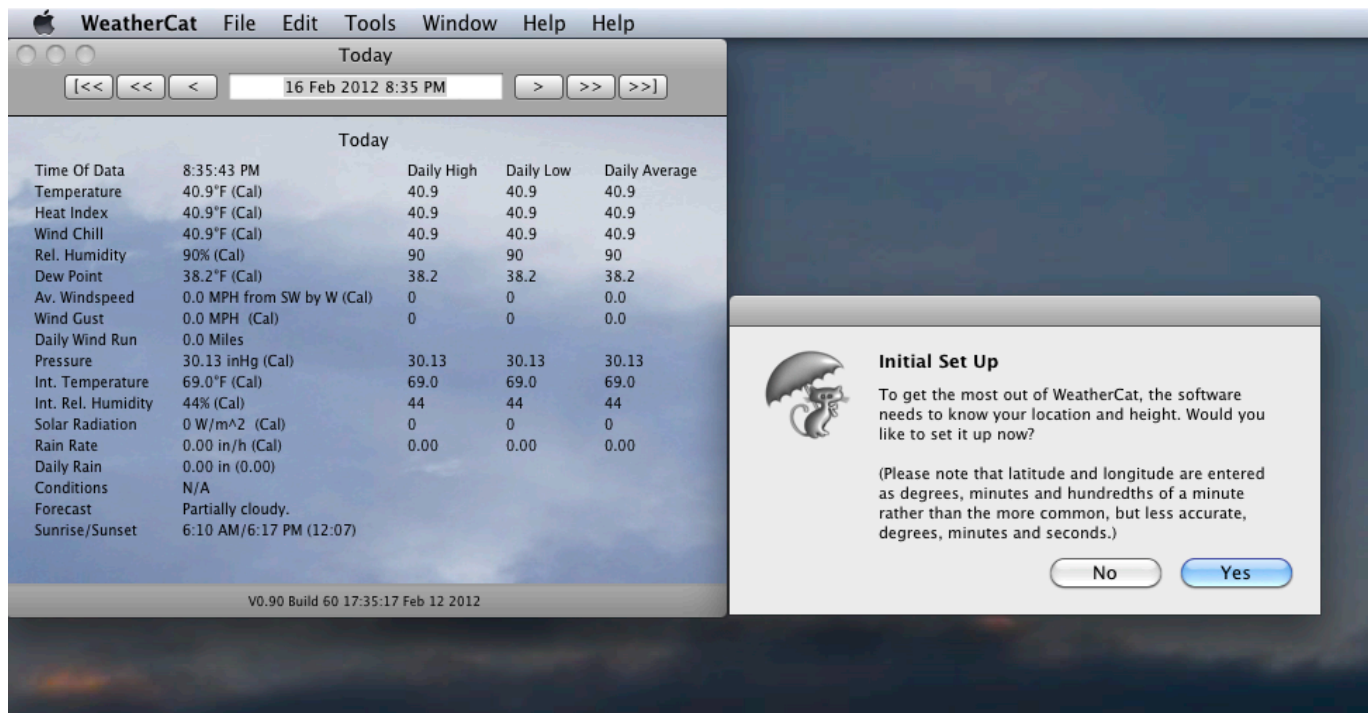 WeatherCat File Edit Tools Window Help Help
Today
[<< << < 16 Feb 2012 8:35 PM > >> >>]
Today
Time Of Data 8:35:43 PM Daily High Daily Low Daily Average
Temperature 40.9°F (Cal) 40.9 40.9 40.9
Heat Index 40.9°F (Cal) 40.9 40.9 40.9
Wind Chill 40.9°F (Cal) 40.9 40.9 40.9
Rel. Humidity 90% (Cal) 90 90 90
Dew Point 38.2°F (Cal) 38.2 38.2 38.2
Av. Windspeed 0.0 MPH from SW by W (Cal) 0 0 0.0
Wind Gust 0.0 MPH (Cal) 0 0 0.0
Daily Wind Run 0.0 Miles
Pressure 30.13 inHg (Cal) 30.13 30.13 30.13
Int. Temperature 69.0°F (Cal) 69.0 69.0 69.0
Int. Rel. Humidity 44% (Cal) 44 44 44
Solar Radiation 0 W/m^2 (Cal) 0 0 0
Rain Rate 0.00 in/h (Cal) 0.00 0.00 0.00
Daily Rain 0.00 in (0.00)
Conditions N/A
Forecast Partially cloudy.
Sunrise/Sunset 6:10 AM/6:17 PM (12:07)
V0.90 Build 60 17:35:17 Feb 12 2012
Initial Set Up
To get the most out of WeatherCat, the software
needs to know your location and height. Would you
like to set it up now?
(Please note that latitude and longitude are entered
as degrees, minutes and hundredths of a minute
rather than the more common, but less accurate,
degrees, minutes and seconds.)
No Yes